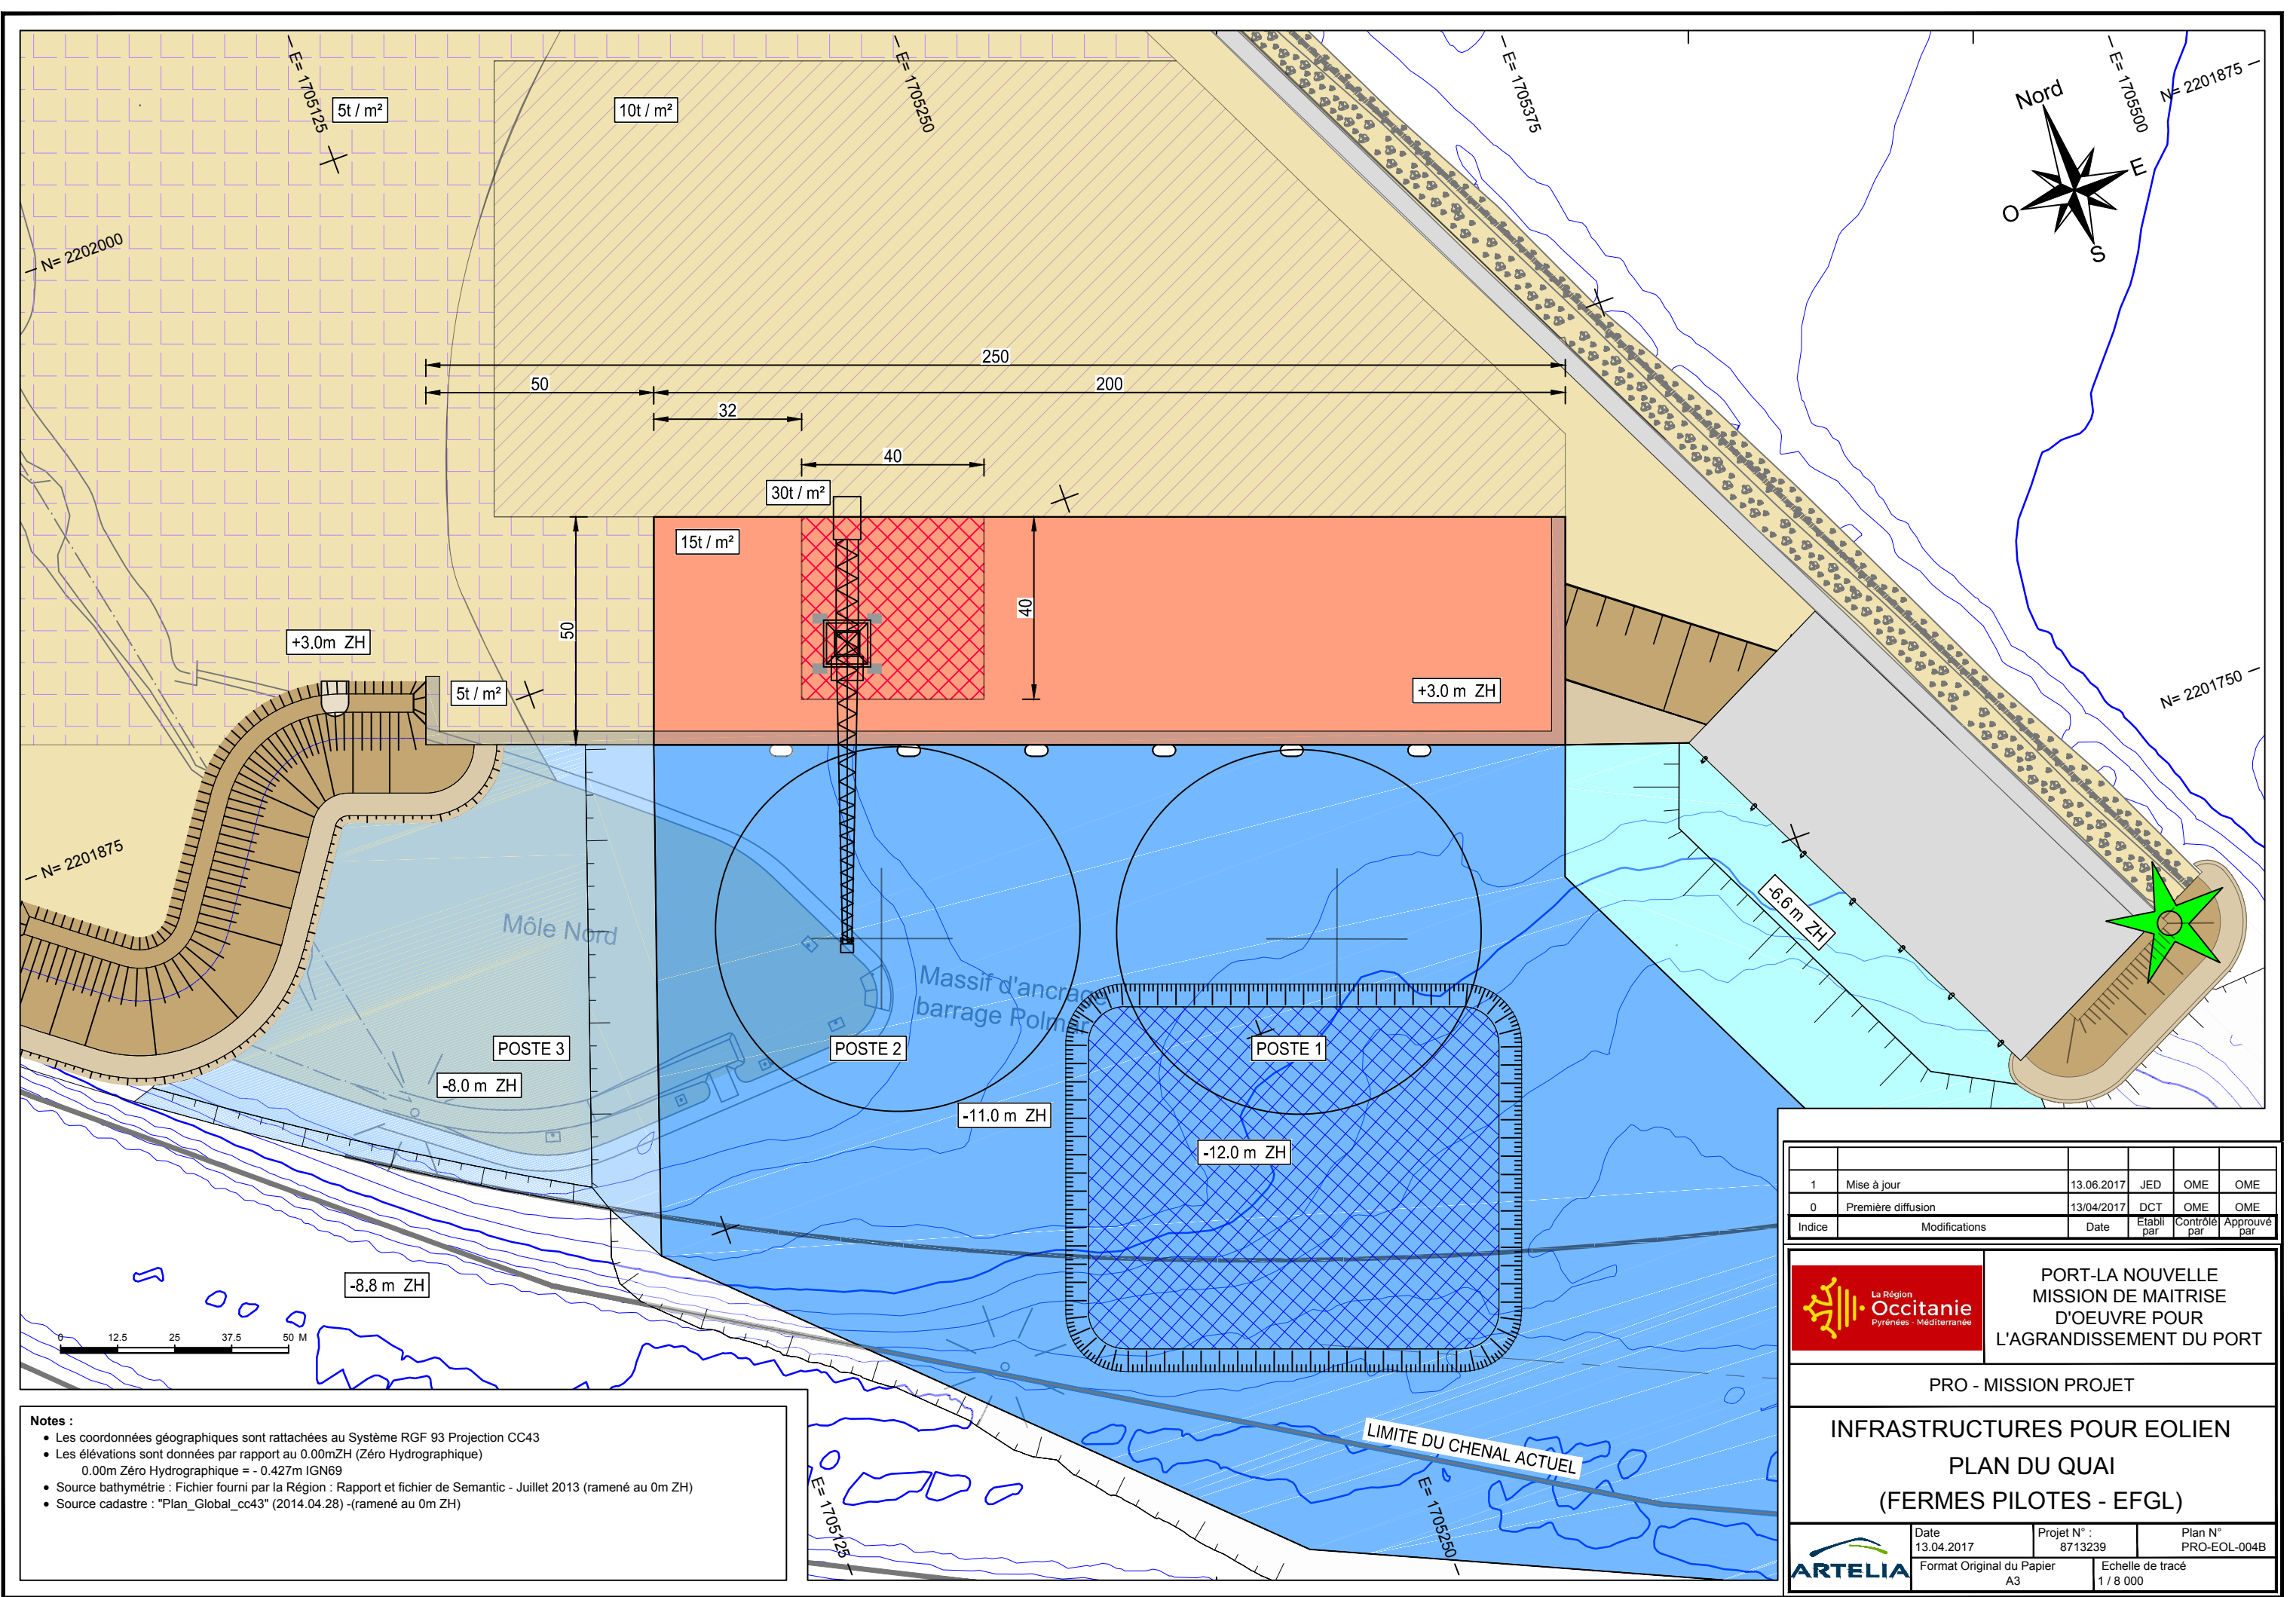 E= 1705125
5t / m²
10t / m²
E= 1705250
E= 1705375
E= 1705500
N= 2201875
Nord
E
O
S
N= 2202000
250
50
200
32
40
30t / m²
15t / m²
50
40
+3.0m ZH
5t / m²
+3.0 m ZH
N= 2201750
N= 2201875
Môle Nord
Massif d'ancrage
barrage Polmar
-6.6 m ZH
POSTE 3
POSTE 2
POSTE 1
-8.0 m ZH
-11.0 m ZH
-12.0 m ZH
-8.8 m ZH
0 12.5 25 37.5 50 M
LIMITE DU CHENAL ACTUEL
E= 1705125
E= 1705250
Notes :
• Les coordonnées géographiques sont rattachées au Système RGF 93 Projection CC43
• Les élévations sont données par rapport au 0.00mZH (Zéro Hydrographique)
0.00m Zéro Hydrographique = - 0.427m IGN69
• Source bathymétrie : Fichier fourni par la Région : Rapport et fichier de Semantic - Juillet 2013 (ramené au 0m ZH)
• Source cadastre : "Plan_Global_cc43" (2014.04.28) -(ramené au 0m ZH)
1 Mise à jour 13.06.2017 JED OME OME
0 Première diffusion 13/04/2017 DCT OME OME
Indice Modifications Date Etabli par Contrôlé par Approuvé par
La Région
Occitanie
Pyrénées - Méditerranée
PORT-LA NOUVELLE
MISSION DE MAITRISE
D'OEUVRE POUR
L'AGRANDISSEMENT DU PORT
PRO - MISSION PROJET
INFRASTRUCTURES POUR EOLIEN
PLAN DU QUAI
(FERMES PILOTES - EFGL)
ARTELIA
Date
13.04.2017
Projet N° :
8713239
Plan N°
PRO-EOL-004B
Format Original du Papier
A3
Echelle de tracé
1 / 8 000